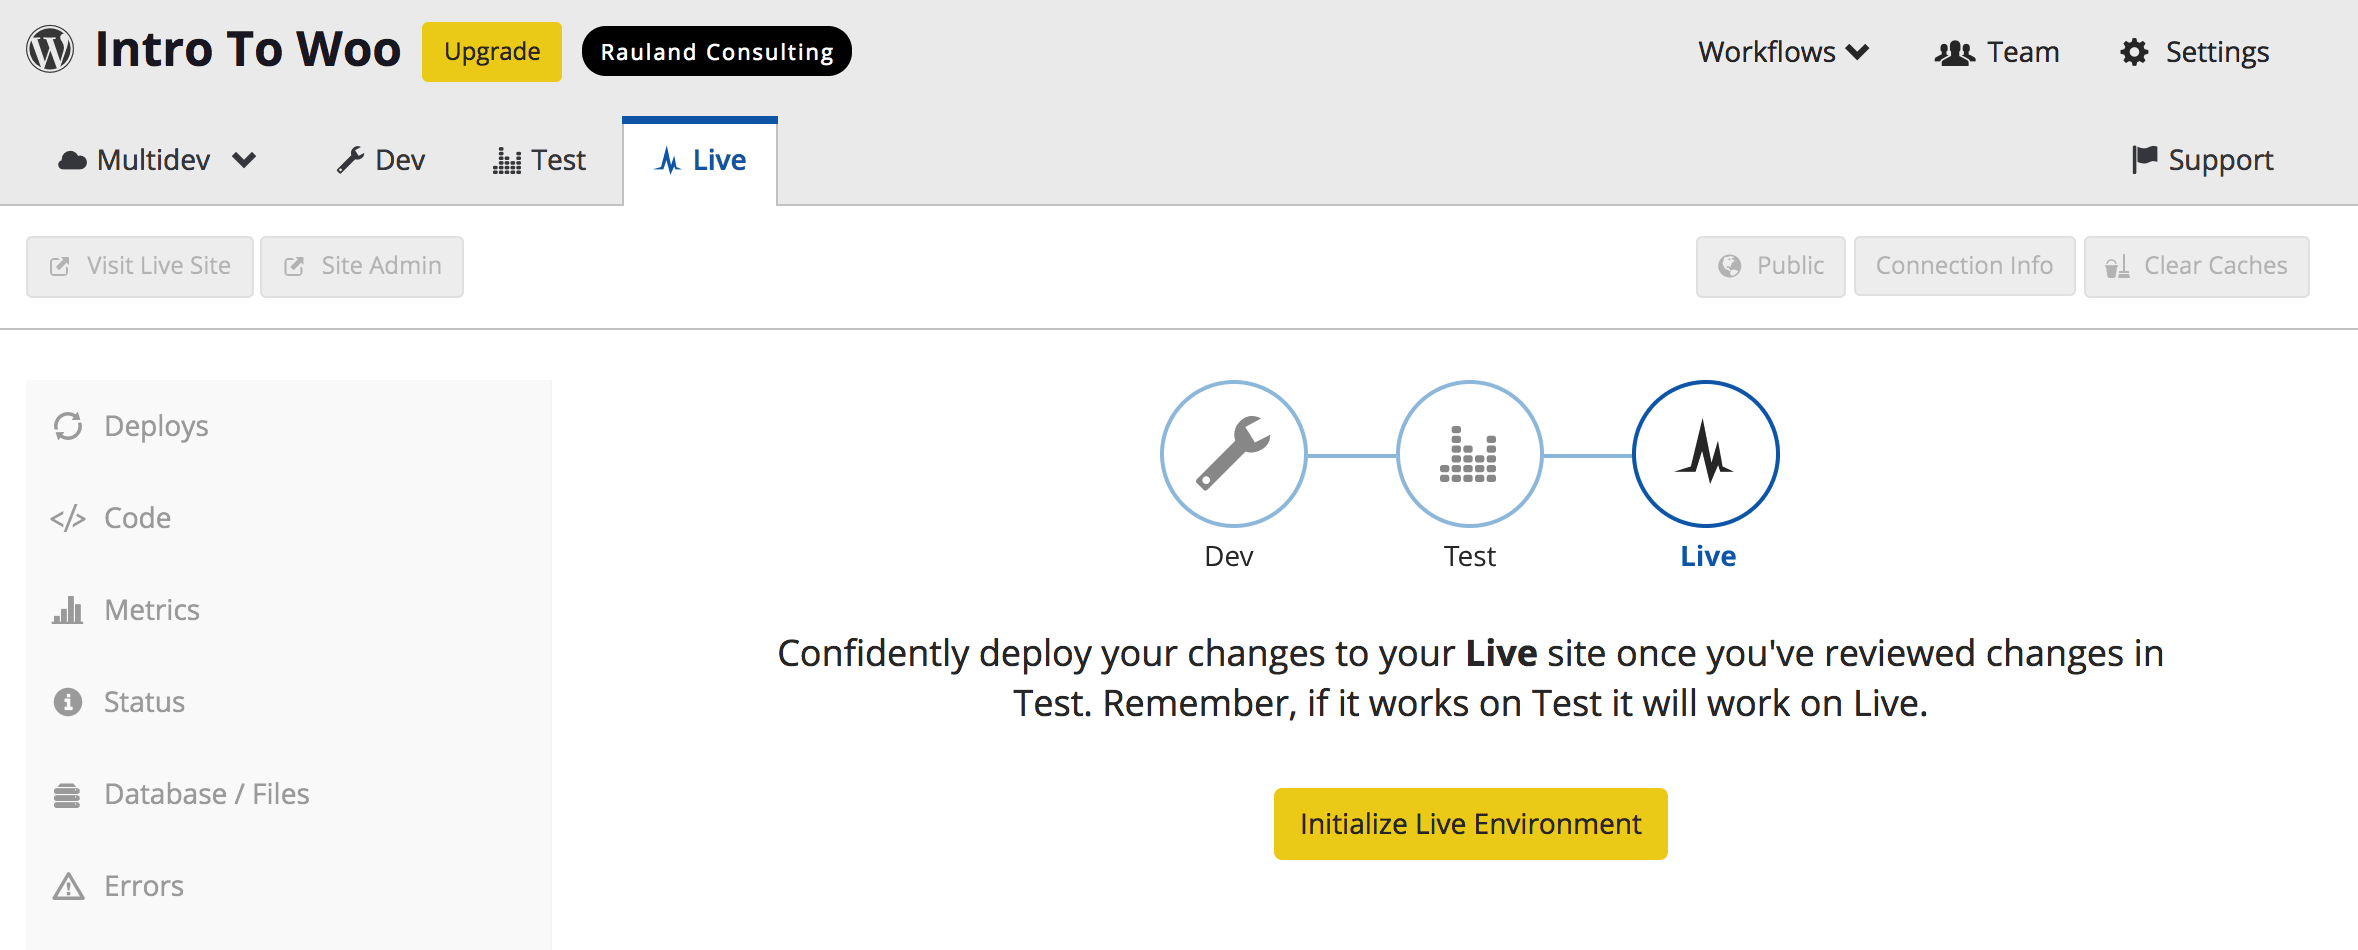 Intro To Woo Upgrade Rauland Consulting Workflows Team Settings
Multidev Dev Test Live Support
Visit Live Site Site Admin Public Connection Info Clear Caches
Deploys
Code
Metrics
Status
Database / Files
Errors
Dev Test Live
Confidently deploy your changes to your Live site once you've reviewed changes in
Test. Remember, if it works on Test it will work on Live.
Initialize Live Environment